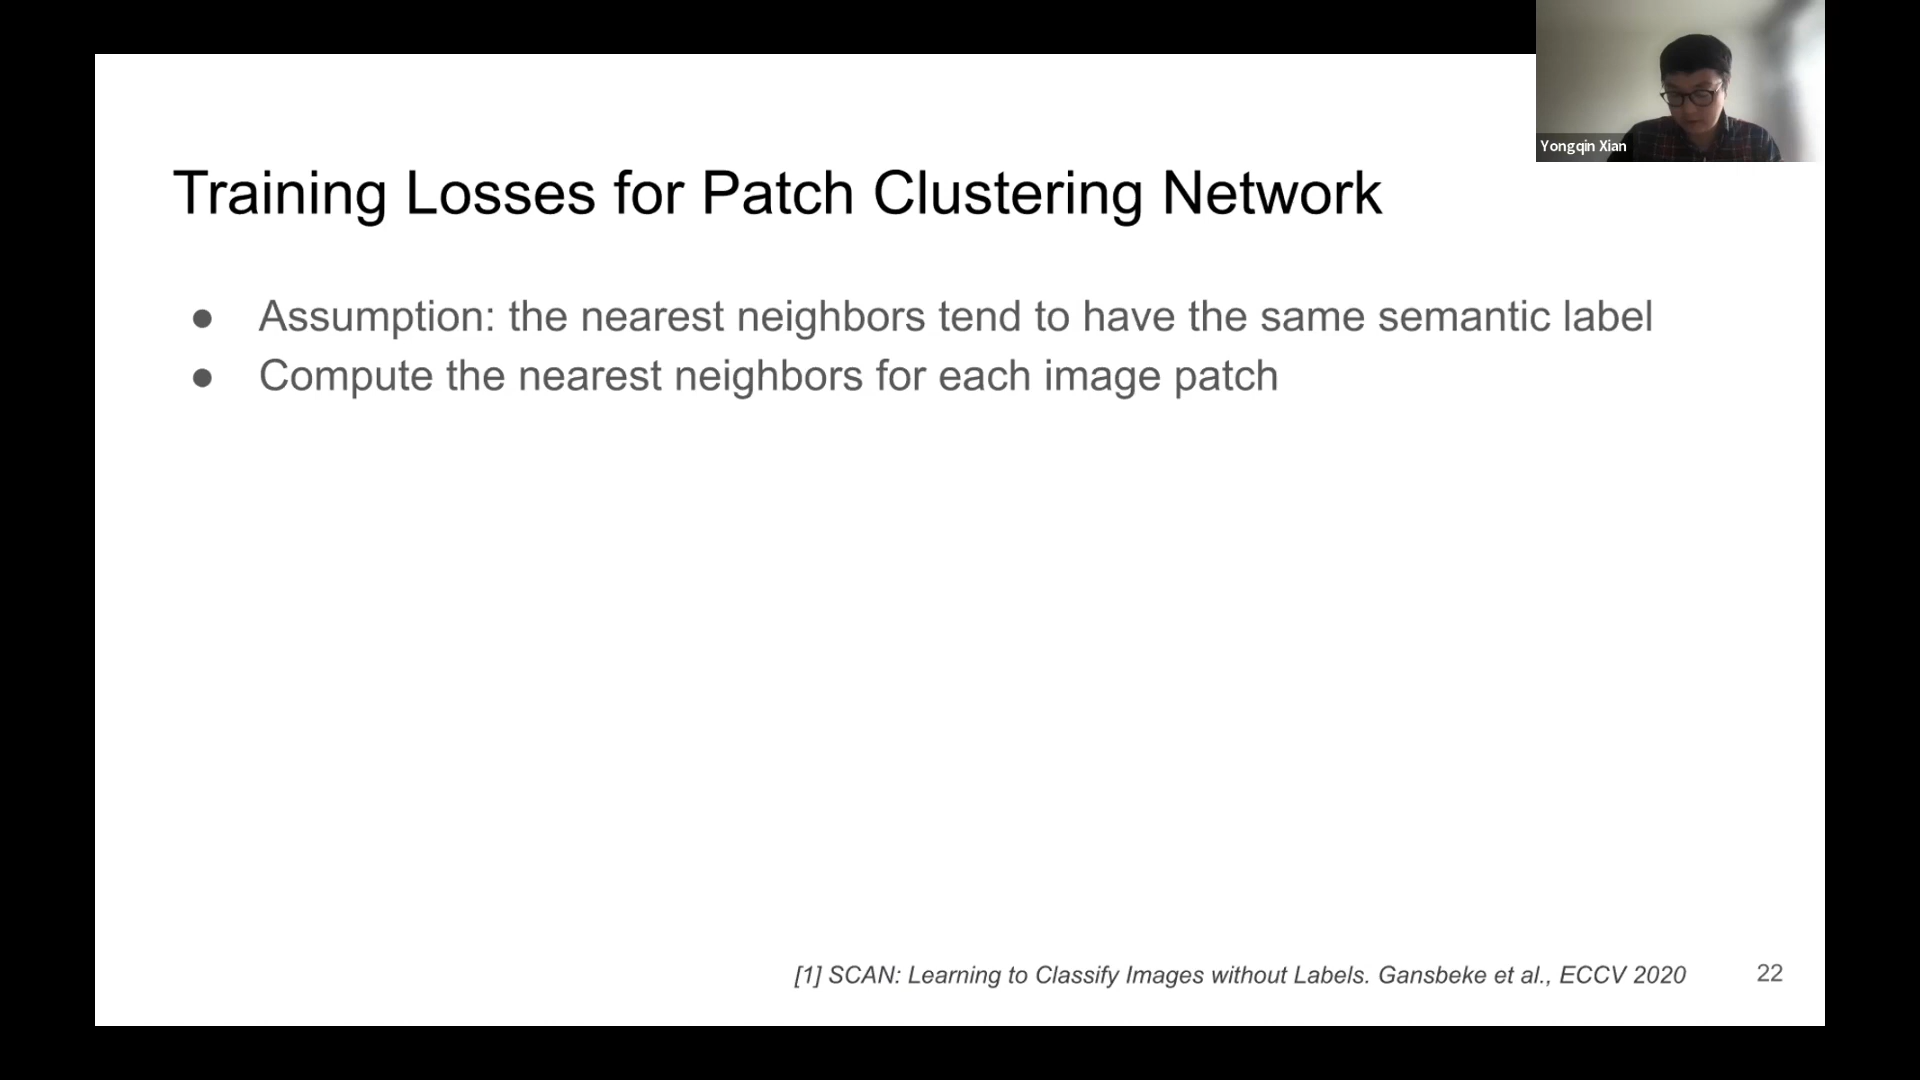 Yongqin Xian
Training Losses for Patch Clustering Network
● Assumption: the nearest neighbors tend to have the same semantic label
● Compute the nearest neighbors for each image patch
[1] SCAN: Learning to Classify Images without Labels. Gansbeke et al., ECCV 2020
22